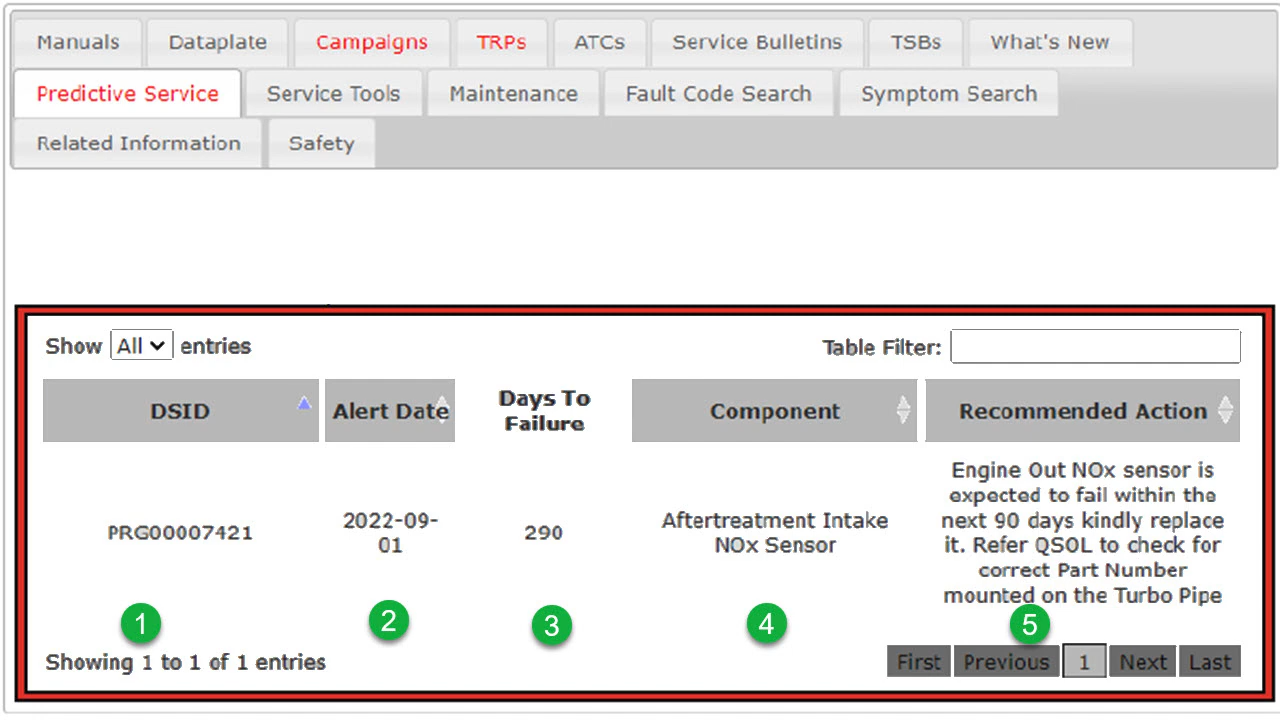 Manuals Dataplate Campaigns TRPs ATCs Service Bulletins TSBs What's New
Predictive Service Service Tools Maintenance Fault Code Search Symptom Search
Related Information Safety
Show All entries Table Filter:
DSID Alert Date Days To Failure Component Recommended Action
PRG00007421
2022-09-
01
290
Aftertreatment Intake
NOx Sensor
Engine Out NOx sensor is
expected to fail within the
next 90 days kindly replace
it. Refer QSOL to check for
correct Part Number
mounted on the Turbo Pipe
1 2 3 4 5
Showing 1 to 1 of 1 entries First Previous 1 Next Last